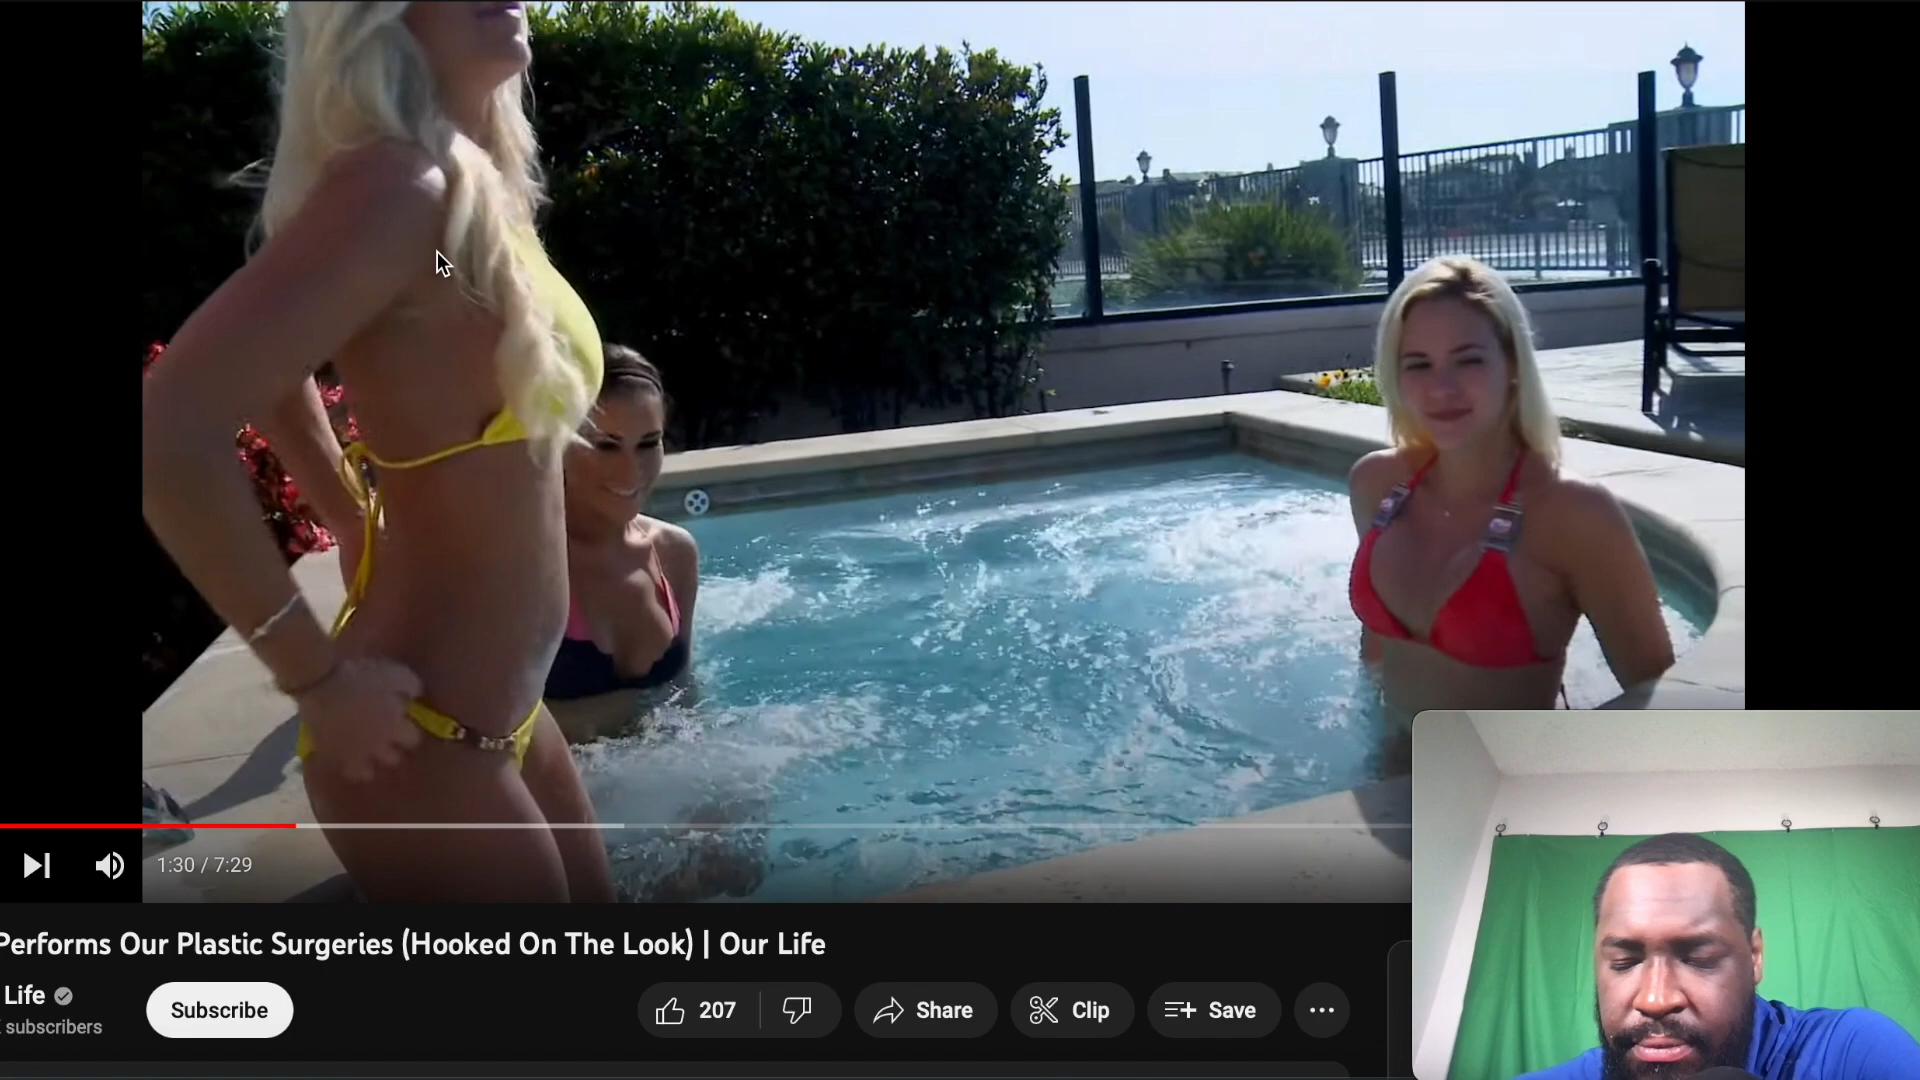 1:30 / 7:29
Performs Our Plastic Surgeries (Hooked On The Look) | Our Life
Life
subscribers
Subscribe
207
Share
Clip
Save